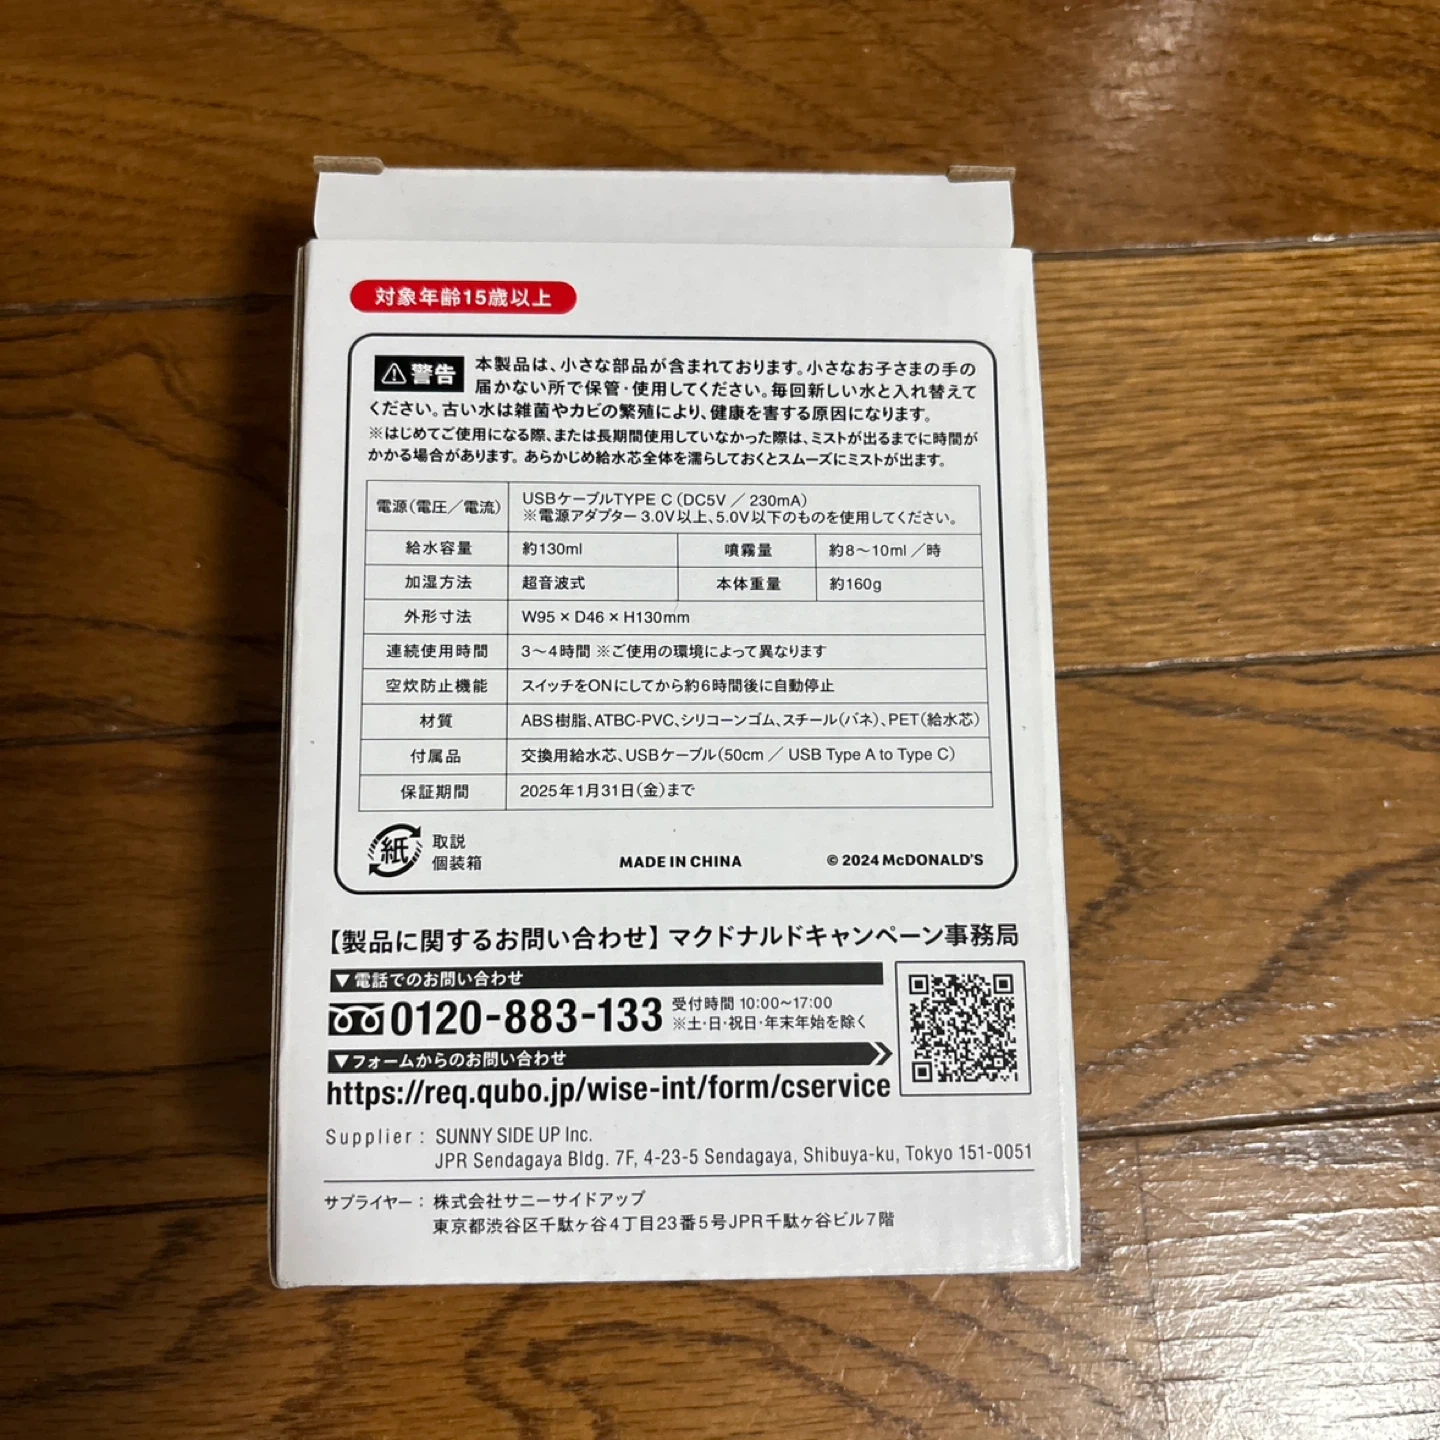 対象年齢15歳以上
警告 本製品は、小さな部品が含まれております。小さなお子さまの手の
届かない所で保管・使用してください。毎回新しい水と入れ替えて
ください。古い水は雑菌やカビの繁殖により、健康を害する原因になります。
※はじめてご使用になる際、または長期間使用していなかった際は、ミストが出るまでに時間が
かかる場合があります。あらかじめ給水芯全体を濡らしておくとスムーズにミストが出ます。
電源(電圧/電流) USBケーブルTYPE C(DC5V / 230mA)
※電源アダプター 3.0V以上、5.0V以下のものを使用してください。
給水容量 約130ml 噴霧量 約8〜10ml/時
加湿方法 超音波式 本体重量 約160g
外形寸法 W95 × D46 × H130mm
連続使用時間 3〜4時間 ※ご使用の環境によって異なります
空炊防止機能 スイッチをONにしてから約6時間後に自動停止
材質 ABS樹脂、ATBC-PVC、シリコーンゴム、スチール(バネ)、PET(給水芯)
付属品 交換用給水芯、USBケーブル(50cm / USB Type A to Type C)
保証期間 2025年1月31日(金)まで
紙 取説
個装箱
MADE IN CHINA © 2024 McDONALD'S
【製品に関するお問い合わせ】マクドナルドキャンペーン事務局
▼電話でのお問い合わせ
0120-883-133 受付時間 10:00〜17:00
※土・日・祝日・年末年始を除く
▼フォームからのお問い合わせ
https://req.qubo.jp/wise-int/form/cservice
Supplier : SUNNY SIDE UP Inc.
JPR Sendagaya Bldg. 7F, 4-23-5 Sendagaya, Shibuya-ku, Tokyo 151-0051
サプライヤー : 株式会社サニーサイドアップ
東京都渋谷区千駄ヶ谷4丁目23番5号JPR千駄ヶ谷ビル7階